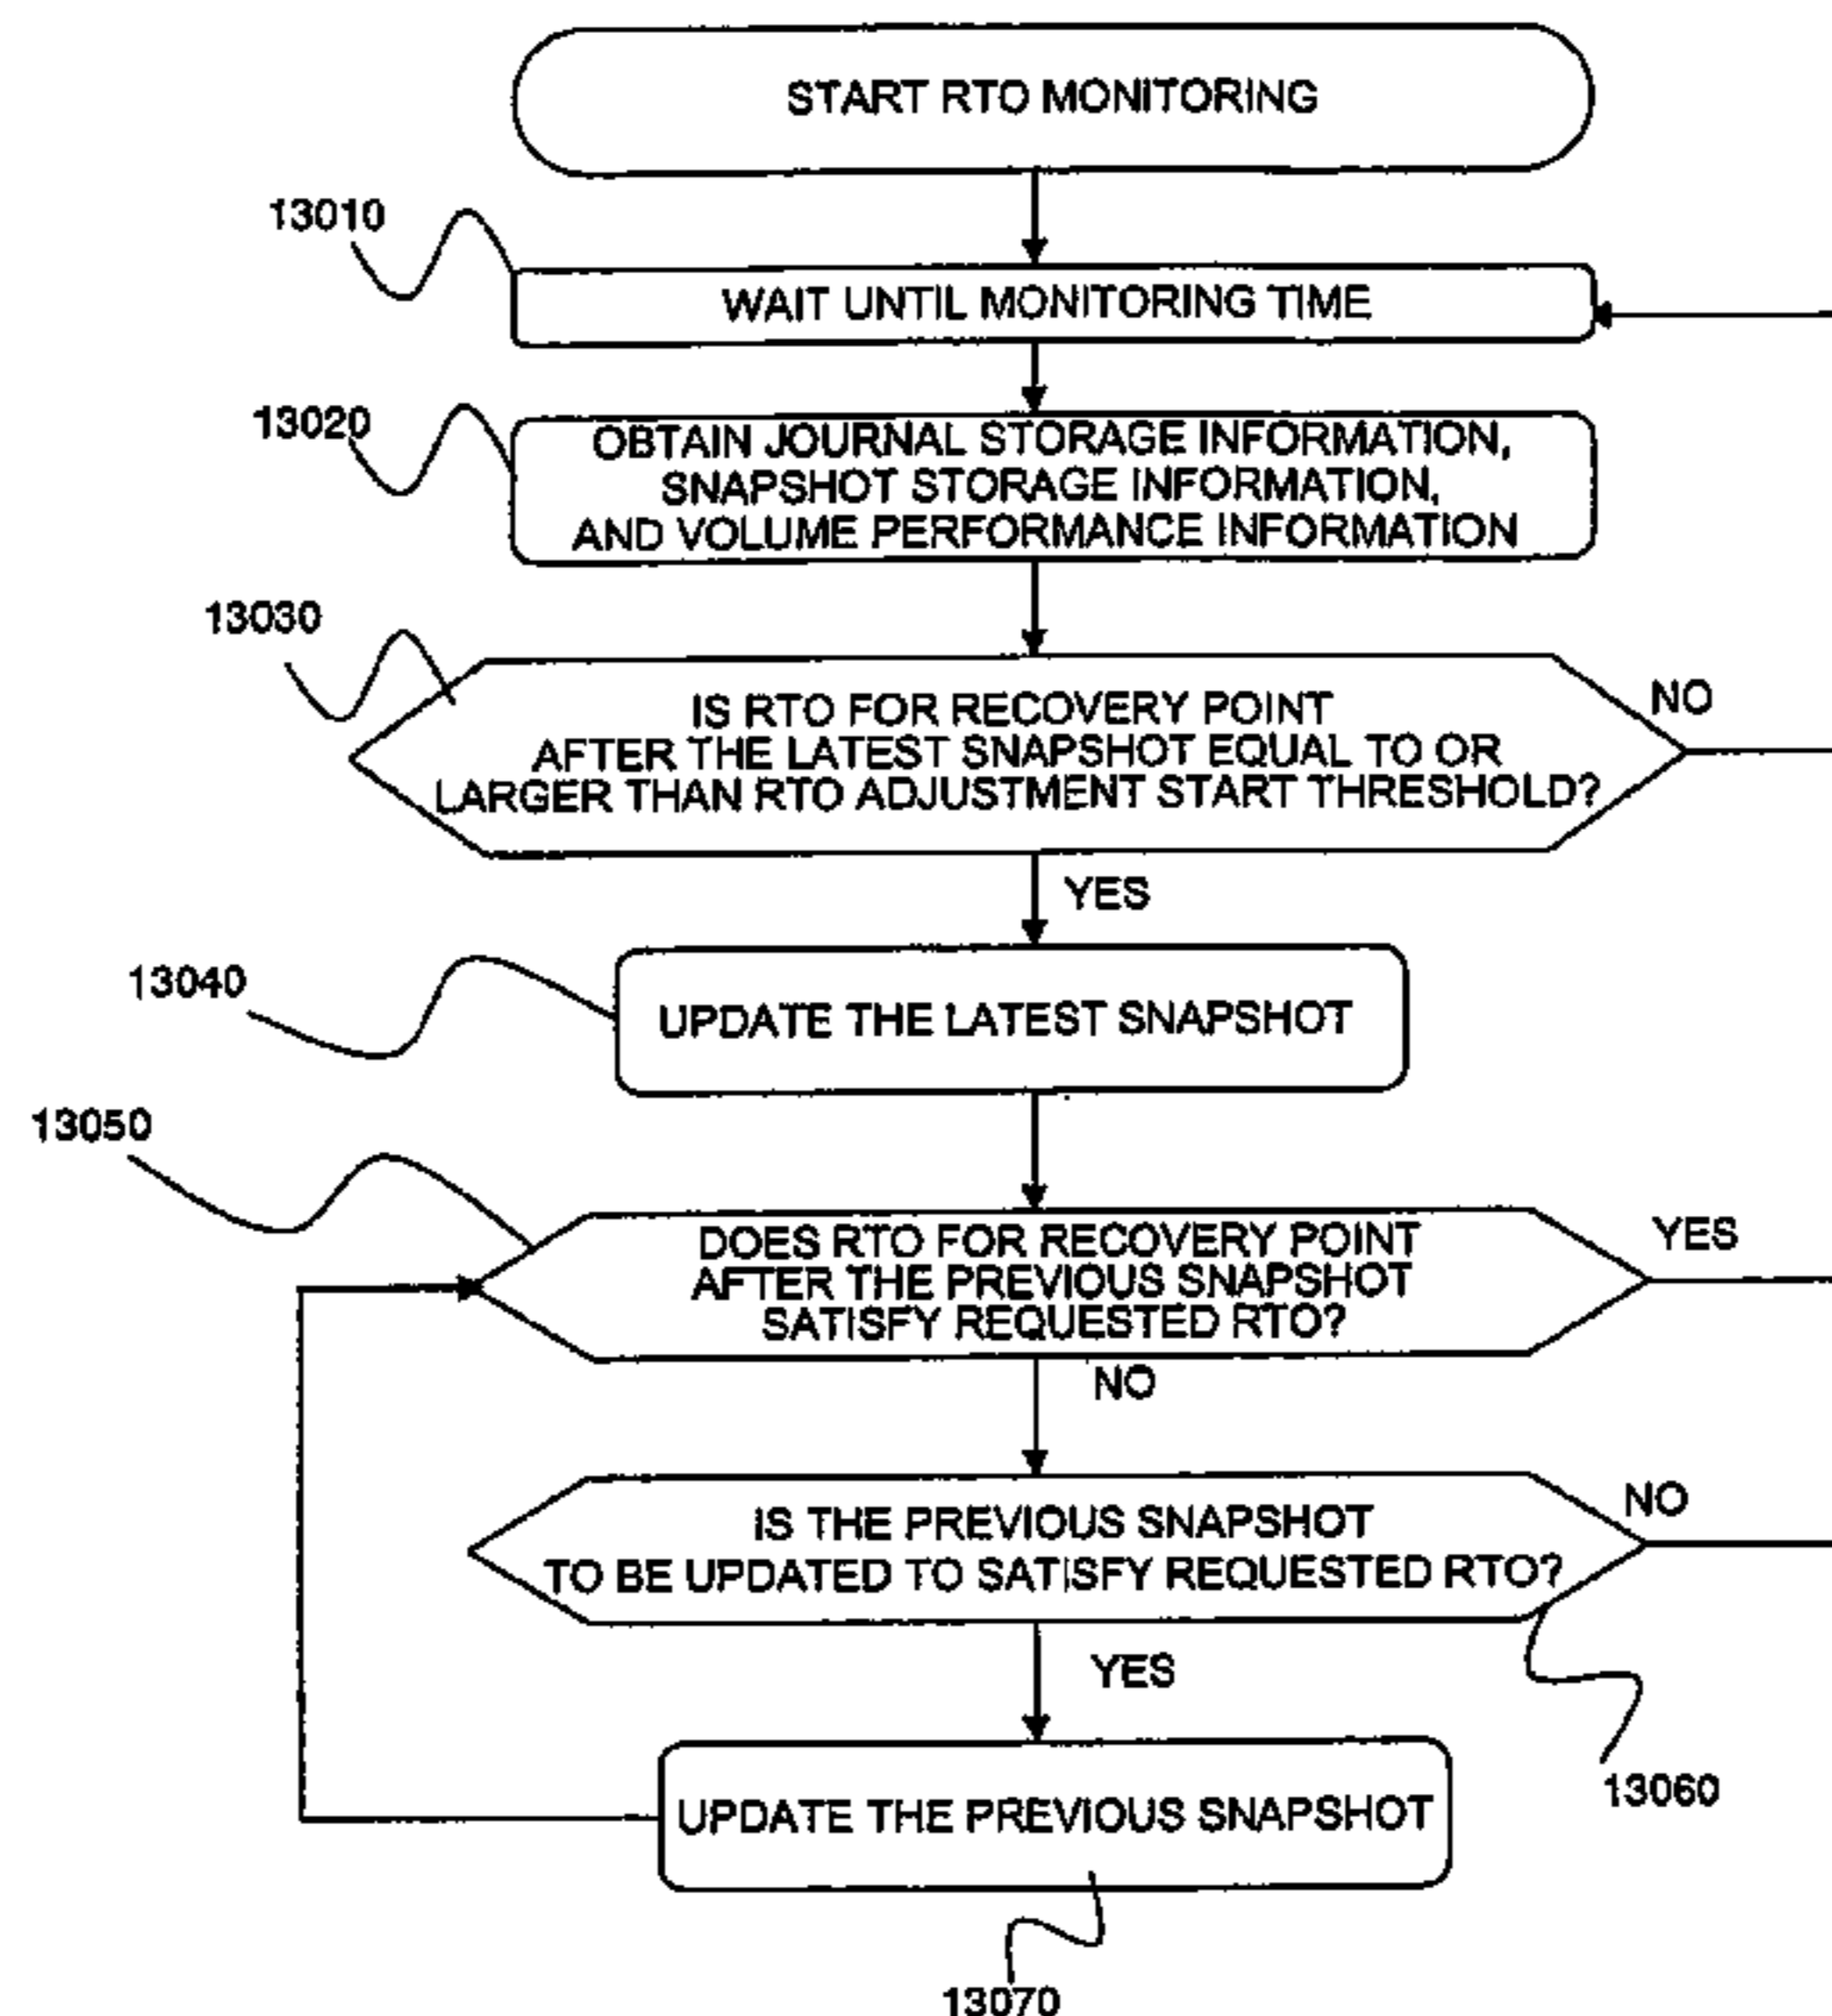 START RTO MONITORING
13010
WAIT UNTIL MONITORING TIME
13020
OBTAIN JOURNAL STORAGE INFORMATION,
SNAPSHOT STORAGE INFORMATION,
AND VOLUME PERFORMANCE INFORMATION
13030
IS RTO FOR RECOVERY POINT
AFTER THE LATEST SNAPSHOT EQUAL TO OR
LARGER THAN RTO ADJUSTMENT START THRESHOLD?
NO
YES
13040
UPDATE THE LATEST SNAPSHOT
13050
DOES RTO FOR RECOVERY POINT
AFTER THE PREVIOUS SNAPSHOT
SATISFY REQUESTED RTO?
YES
NO
IS THE PREVIOUS SNAPSHOT
TO BE UPDATED TO SATISFY REQUESTED RTO?
NO
YES
13060
UPDATE THE PREVIOUS SNAPSHOT
13070